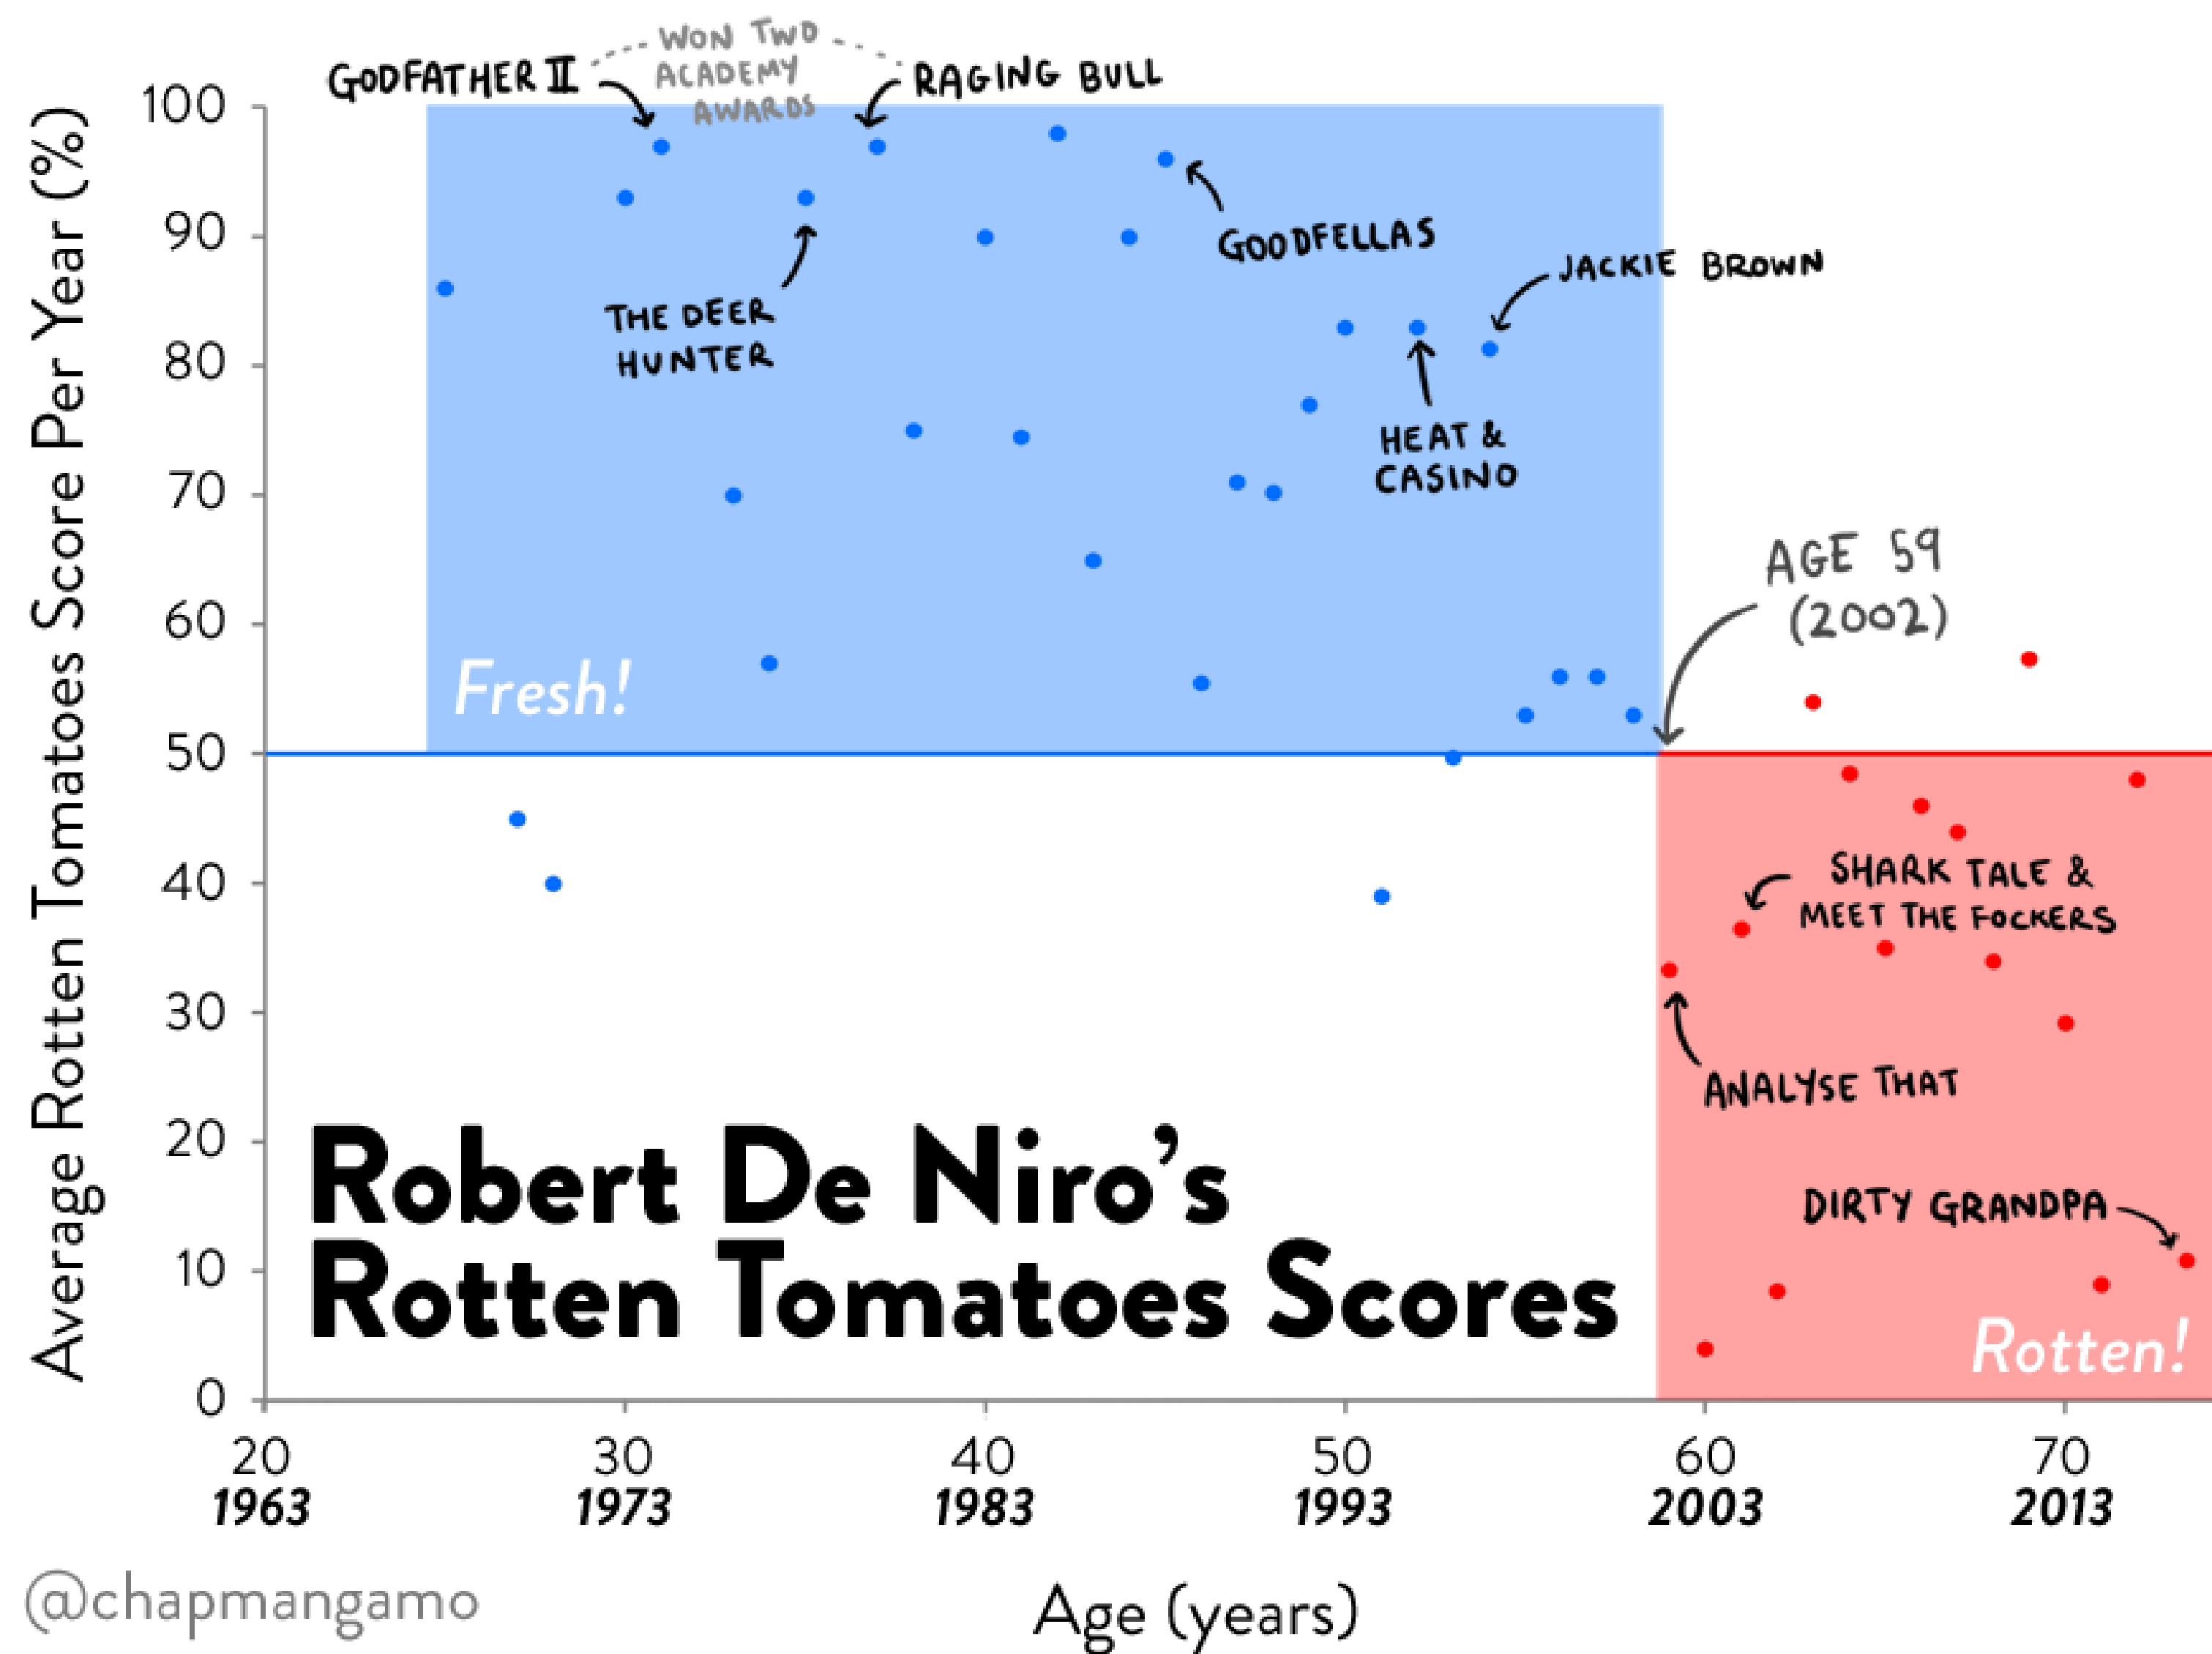 WON TWO
ACADEMY
AWARDS
GODFATHER II
RAGING BULL
100
90
80
70
60
50
40
30
20
10
0
Average Rotten Tomatoes Score Per Year (%)
GOODFELLAS
JACKIE BROWN
THE DEER
HUNTER
HEAT &
CASINO
AGE 59
(2002)
Fresh!
SHARK TALE &
MEET THE FOCKERS
ANALYSE THAT
DIRTY GRANDPA
Rotten!
Robert De Niro’s
Rotten Tomatoes Scores
20 30 40 50 60 70
1963 1973 1983 1993 2003 2013
@chapmangamo
Age (years)